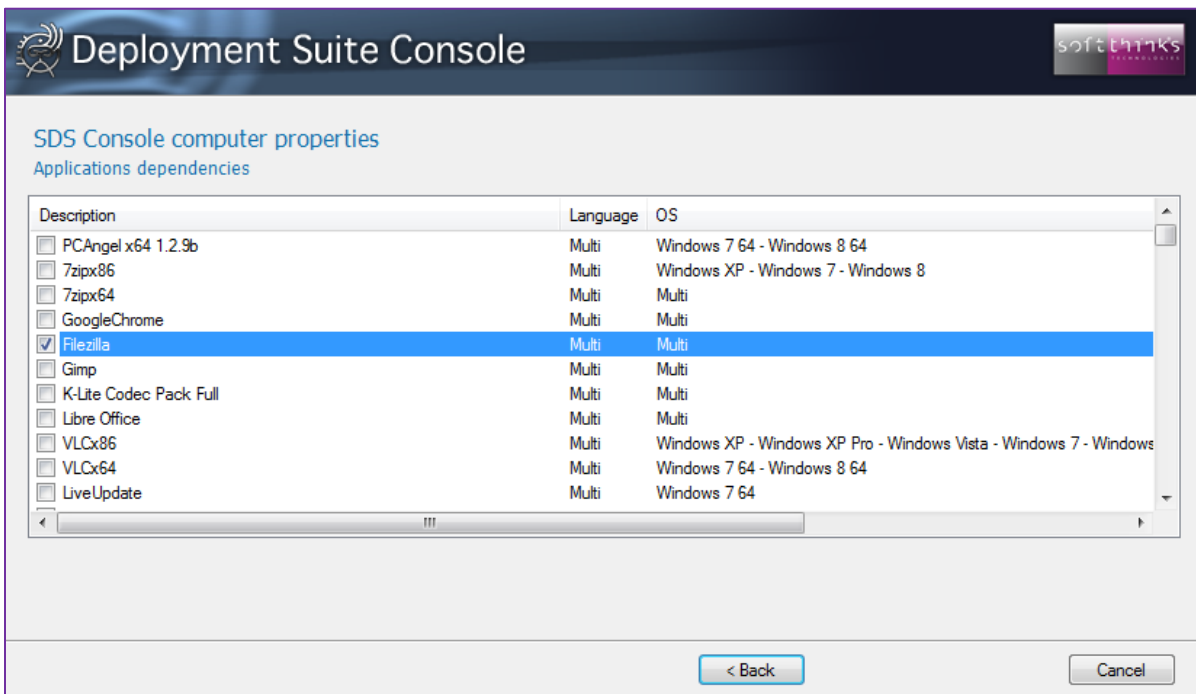 Deployment Suite Console
softthinks
TECHNOLOGIES
SDS Console computer properties
Applications dependencies
Description Language OS
PCAngel x64 1.2.9b Multi Windows 7 64 - Windows 8 64
7zipx86 Multi Windows XP - Windows 7 - Windows 8
7zipx64 Multi Multi
GoogleChrome Multi Multi
Filezilla Multi Multi
Gimp Multi Multi
K-Lite Codec Pack Full Multi Multi
Libre Office Multi Multi
VLCx86 Multi Windows XP - Windows XP Pro - Windows Vista - Windows 7 - Windows
VLCx64 Multi Windows 7 64 - Windows 8 64
LiveUpdate Multi Windows 7 64
< Back Cancel